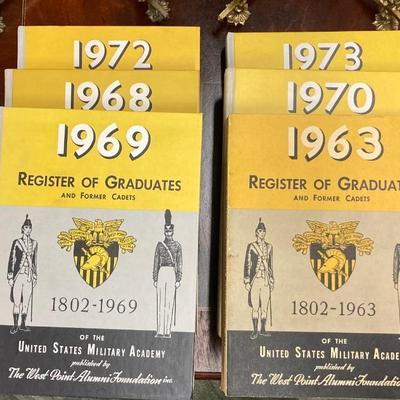 1972
1968
1969
REGISTER OF GRADUATES
AND FORMER CADETS
1802-1969
OF THE
UNITED STATES MILITARY ACADEMY
published by
The West Point Alumni Foundation inc.
1973
1970
1963
REGISTER OF GRADUAT
AND FORMER CADETS
1802-1963
OF THE
UNITED STATES MILITARY ACADE
published by
The West Point Alumni Foundation